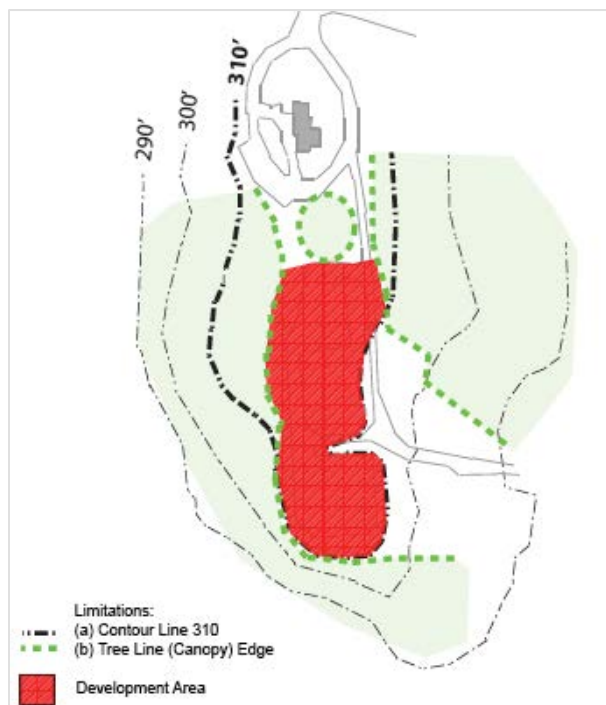 310'
300'
290'
Limitations:
(a) Contour Line 310
(b) Tree Line (Canopy) Edge
Development Area